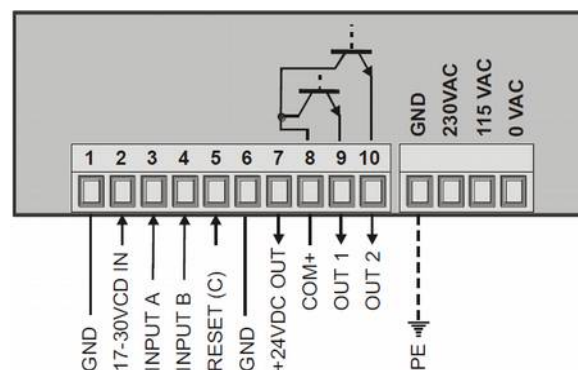 GND
230VAC
115 VAC
0 VAC
1 2 3 4 5 6 7 8 9 10
GND
17-30VCD IN
INPUT A
INPUT B
RESET (C)
GND
+24VDC OUT
COM+
OUT 1
OUT 2
PE